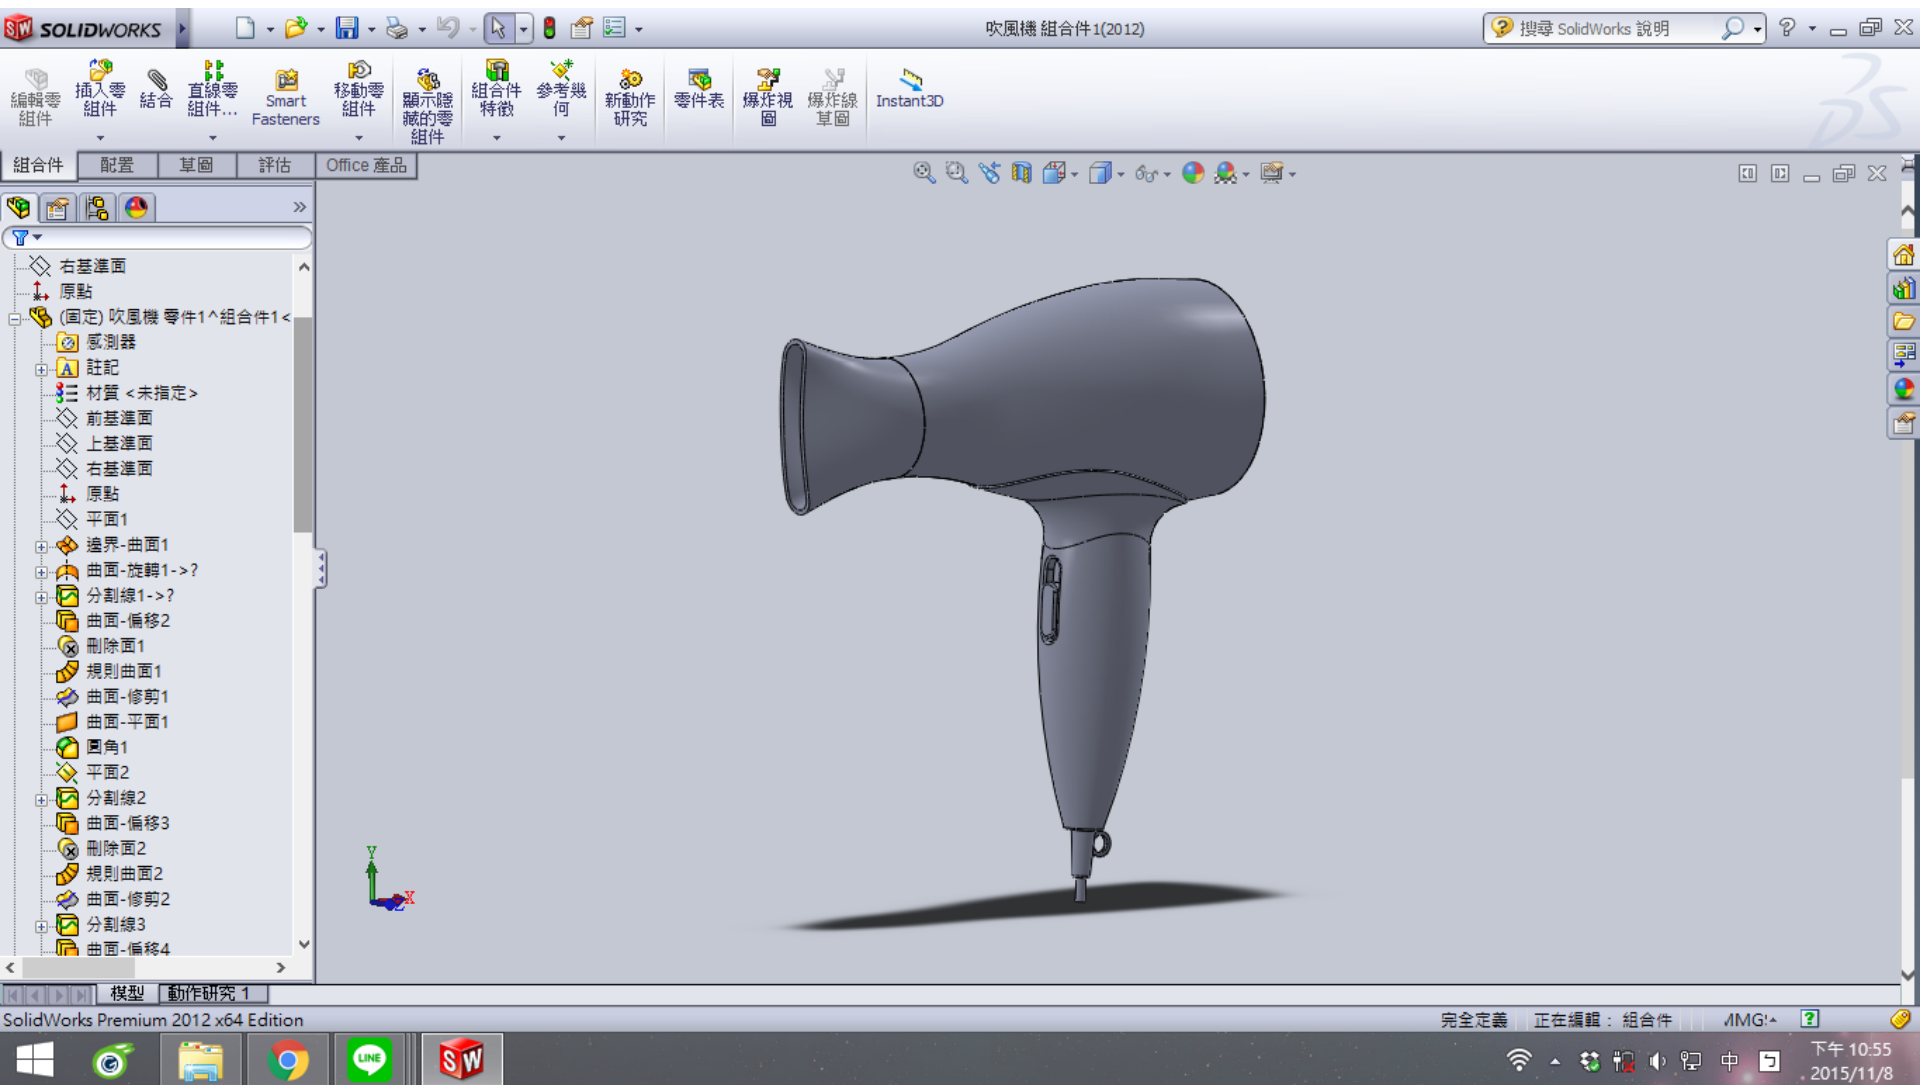 SOLIDWORKS
吹風機 組合件1(2012)
搜尋 SolidWorks 說明
編輯零組件
插入零組件
結合
直線零組件...
Smart Fasteners
移動零組件
顯示隱藏的零組件
組合件特徵
參考幾何
新動作研究
零件表
爆炸視圖
爆炸線草圖
Instant3D
組合件
配置
草圖
評估
Office 產品
右基準面
原點
(固定) 吹風機 零件1^組合件1<
感測器
A 註記
材質 <未指定>
前基準面
上基準面
右基準面
原點
平面1
邊界-曲面1
曲面-旋轉1->?
分割線1->?
曲面-偏移2
刪除面1
規則曲面1
曲面-修剪1
曲面-平面1
圓角1
平面2
分割線2
曲面-偏移3
刪除面2
規則曲面2
曲面-修剪2
分割線3
曲面-偏移4
Y
X
Z
模型
動作研究 1
SolidWorks Premium 2012 x64 Edition
完全定義
正在編輯： 組合件
LINE
SW
中
下午 10:55
2015/11/8